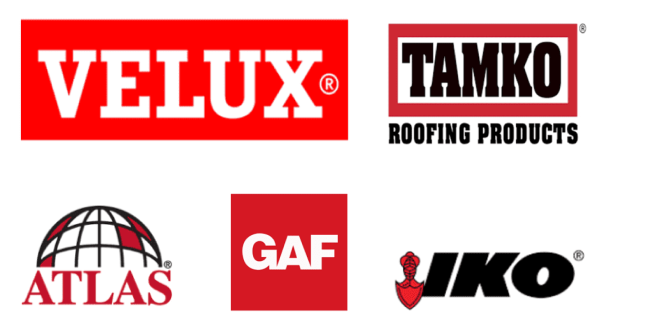 VELUX®
TAMKO®
ROOFING PRODUCTS
ATLAS®
GAF
IKO®